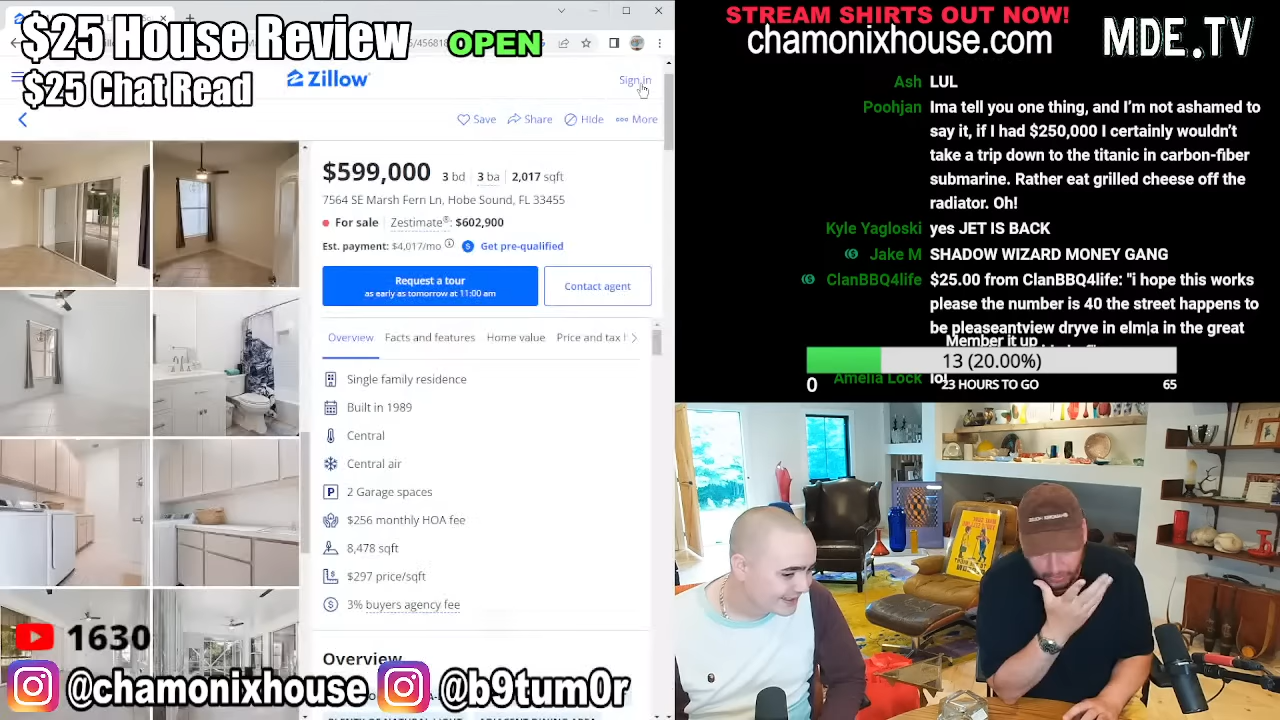 $25 House Review
OPEN
$25 Chat Read
Zillow
Sign in
Save
Share
Hide
More
$599,000
3 bd
3 ba
2,017 sqft
7564 SE Marsh Fern Ln, Hobe Sound, FL 33455
For sale
Zestimate®: $602,900
Est. payment: $4,017/mo
Get pre-qualified
Request a tour
as early as tomorrow at 11:00 am
Contact agent
Overview
Facts and features
Home value
Price and tax
Single family residence
Built in 1989
Central
Central air
2 Garage spaces
$256 monthly HOA fee
8,478 sqft
$297 price/sqft
3% buyers agency fee
Overview
1630
@chamonixhouse
@b9tum0r
STREAM SHIRTS OUT NOW!
chamonixhouse.com
MDE.TV
Ash LUL
Poohjan Ima tell you one thing, and I’m not ashamed to
say it, if I had $250,000 I certainly wouldn’t
take a trip down to the titanic in carbon-fiber
submarine. Rather eat grilled cheese off the
radiator. Oh!
Kyle Yagloski yes JET IS BACK
Jake M SHADOW WIZARD MONEY GANG
ClanBBQ4life $25.00 from ClanBBQ4life: "i hope this works
please the number is 40 the street happens to
be pleaseantview dryve in elm|a in the great
Member it up
13 (20.00%)
Amelia Lock lol
0
23 HOURS TO GO
65